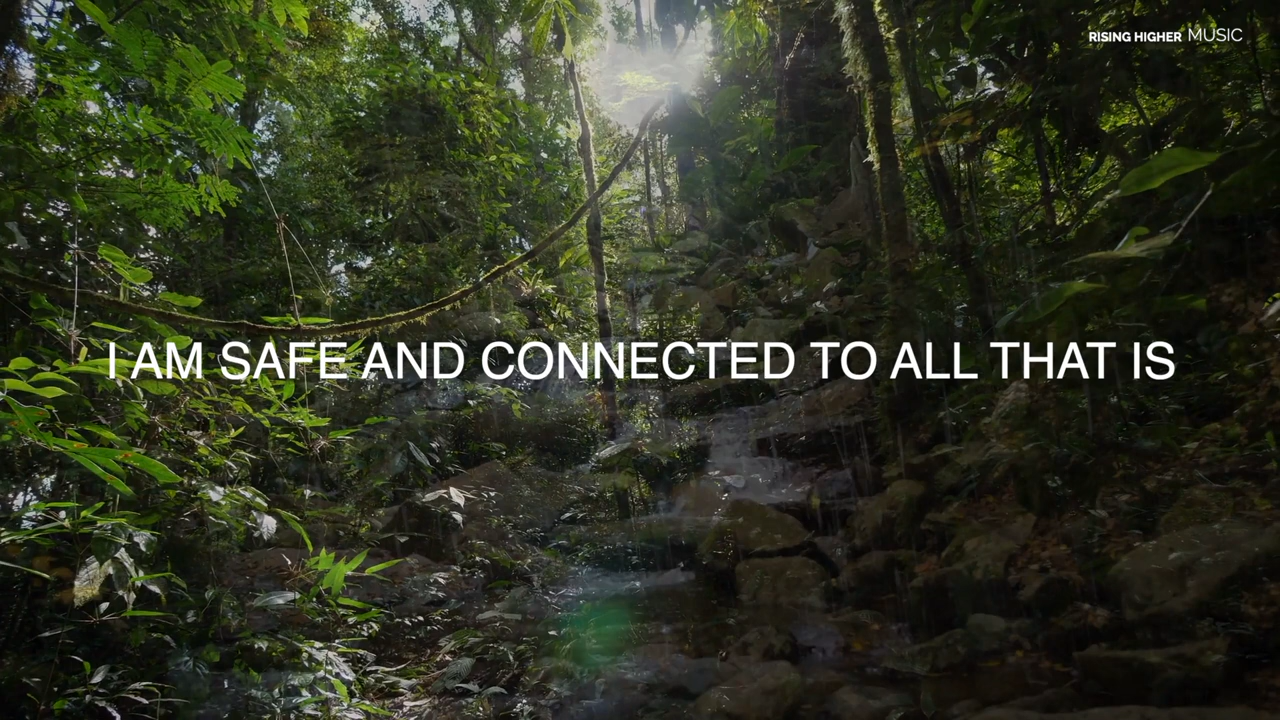 RISING HIGHER MUSIC
I AM SAFE AND CONNECTED TO ALL THAT IS